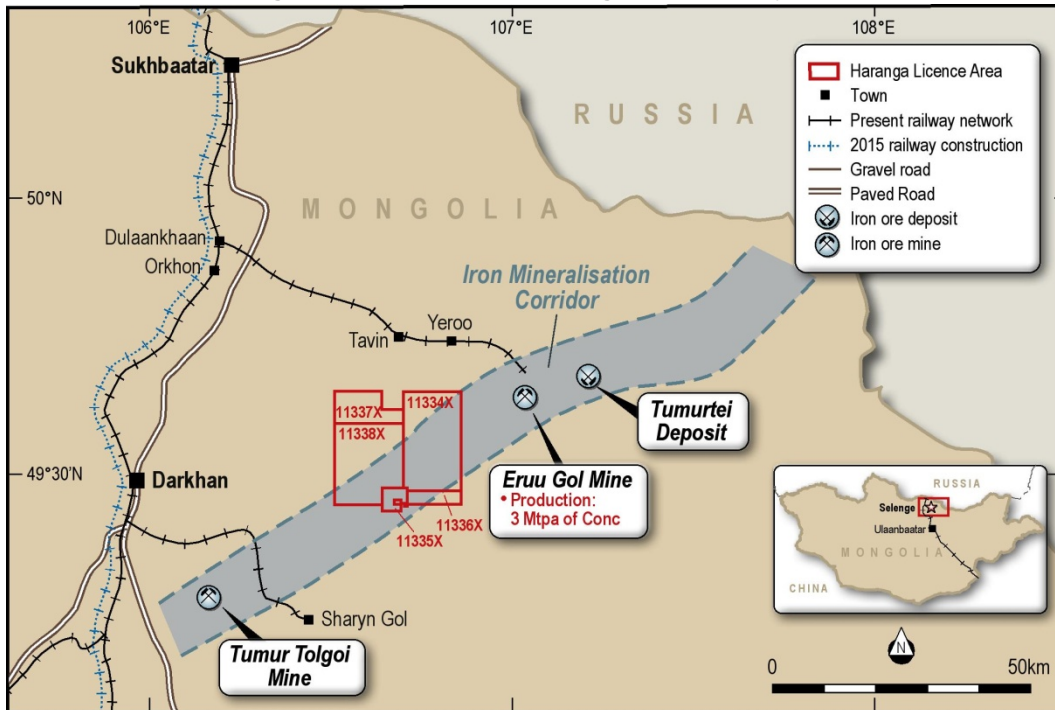 106°E
107°E
108°E
Sukhbaatar
RUSSIA
Haranga Licence Area
Town
Present railway network
2015 railway construction
Gravel road
Paved Road
Iron ore deposit
Iron ore mine
50°N
MONGOLIA
Dulaankhaan
Orkhon
Iron Mineralisation
Corridor
Tavin
Yeroo
11337X
11334X
11338X
Tumurtei
Deposit
49°30'N
Darkhan
Eruu Gol Mine
• Production:
3 Mtpa of Conc
11336X
11335X
RUSSIA
Selenge
Ulaanbaatar
MONGOLIA
CHINA
Sharyn Gol
Tumur Tolgoi
Mine
N
0
50km